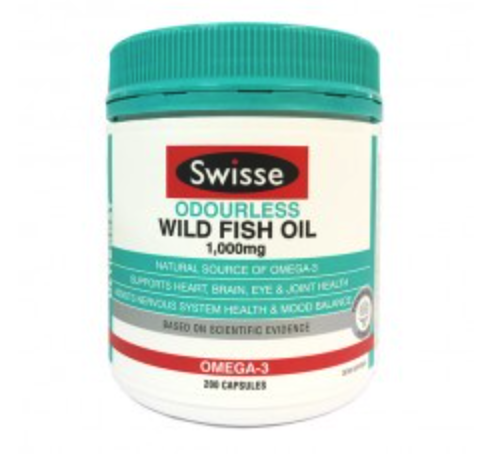 Swisse
ODOURLESS
WILD FISH OIL
1,000mg
NATURAL SOURCE OF OMEGA-3
SUPPORTS HEART, BRAIN, EYE & JOINT HEALTH
NERVOUS SYSTEM HEALTH & MOOD BALANCE
BASED ON SCIENTIFIC EVIDENCE
OMEGA-3
200 CAPSULES